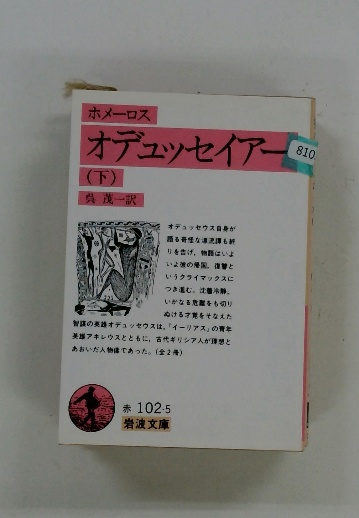 ホメーロス
オデュッセイアー
810
(下)
呉 茂一訳
オデュッセウス自身が
語る奇怪な漂流譚も終
りを告げ、物語はいよ
いよ彼の帰国、復讐と
いうクライマックスに
つき進む。沈着冷静、
いかなる危難をも切り
ぬける才覚をそなえた
智謀の英雄オデュッセウスは、「イーリアス」の青年
英雄アキレウスとともに、古代ギリシア人が理想と
あおいだ人物像であった。(全2冊)
赤 102-5
岩波文庫